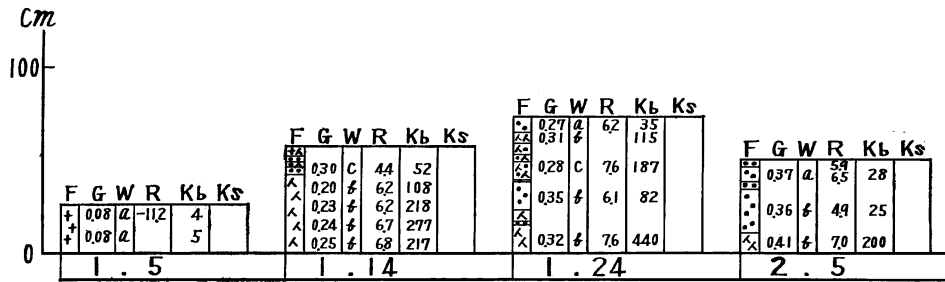 cm
100
0
F G W R Kb Ks
0.08 a -11.2 4
0.08 a 5
1 . 5
F G W R Kb Ks
0.30 C 4.4 52
0.20 b 6.2 108
0.23 b 6.2 218
0.24 b 6.7 277
0.25 b 6.8 217
1 . 14
F G W R Kb Ks
0.27 a 6.2 35
0.31 b 115
0.28 C 7.6 187
0.35 b 6.1 82
0.32 b 7.6 440
1 . 24
F G W R Kb Ks
5.9
0.37 a 6.5 28
0.36 b 4.9 25
0.41 b 7.0 200
2 . 5